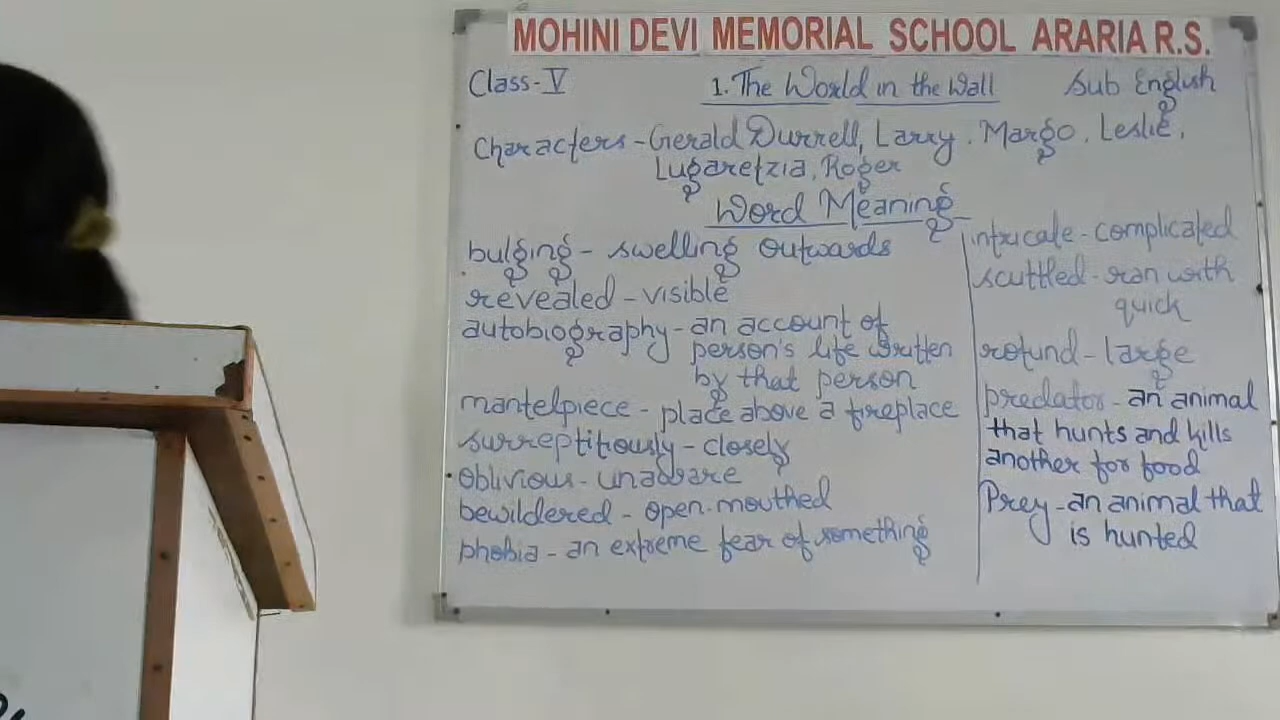 MOHINI DEVI MEMORIAL SCHOOL ARARIA R.S.
Class-V 1. The World in the Wall Sub English
Characters - Gerald Durrell, Larry. Margo. Leslie,
Lugaretzia, Roger
Word Meaning
bulging - swelling outwards
revealed - visible
autobiography - an account of
person's life written
by that person
mantelpiece - place above a fireplace
surreptitiously - closely
oblivious - unaware
bewildered - open-mouthed
phobia - an extreme fear of something
intricate - complicated
scuttled - ran with
quick
rotund - large
predator - an animal
that hunts and kills
another for food
Prey - an animal that
is hunted